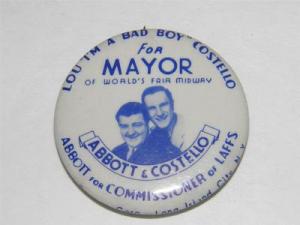 LOU "I'M A BAD BOY" COSTELLO
FOR
MAYOR
OF WORLD'S FAIR MIDWAY
ABBOTT & COSTELLO
ABBOTT FOR COMMISSIONER OF LAFFS
Long Island City N.Y.